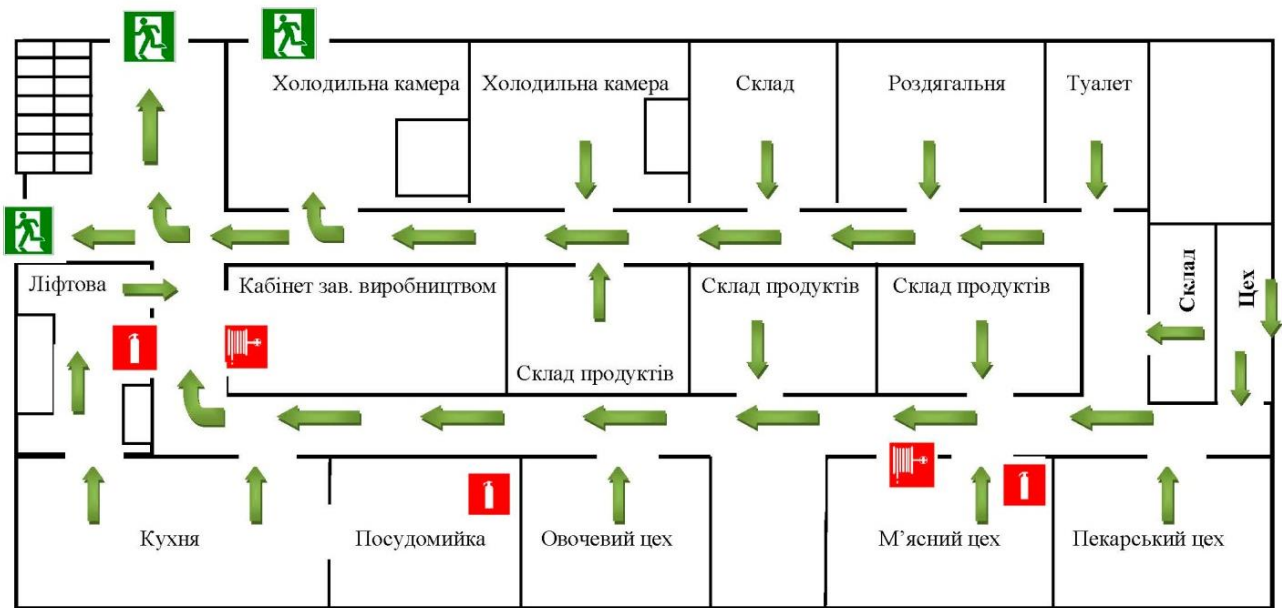 Холодильна камера
Холодильна камера
Склад
Роздягальня
Туалет
Ліфтова
Кабінет зав. виробництвом
Склад продуктів
Склад продуктів
Склад
Цех
Склад продуктів
Кухня
Посудомийка
Овочевий цех
М’ясний цех
Пекарський цех